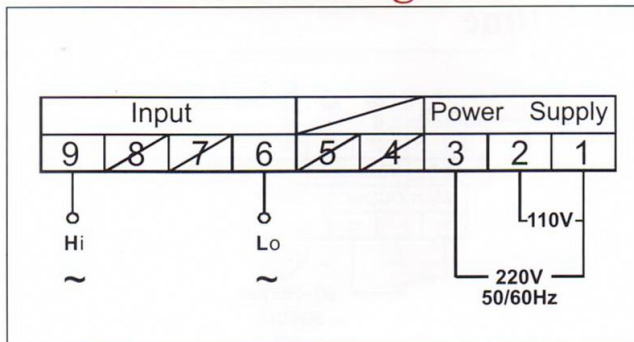 Input Power Supply
9 8 7 6 5 4 3 2 1
Hi Lo
~ ~
110V
220V
50/60Hz